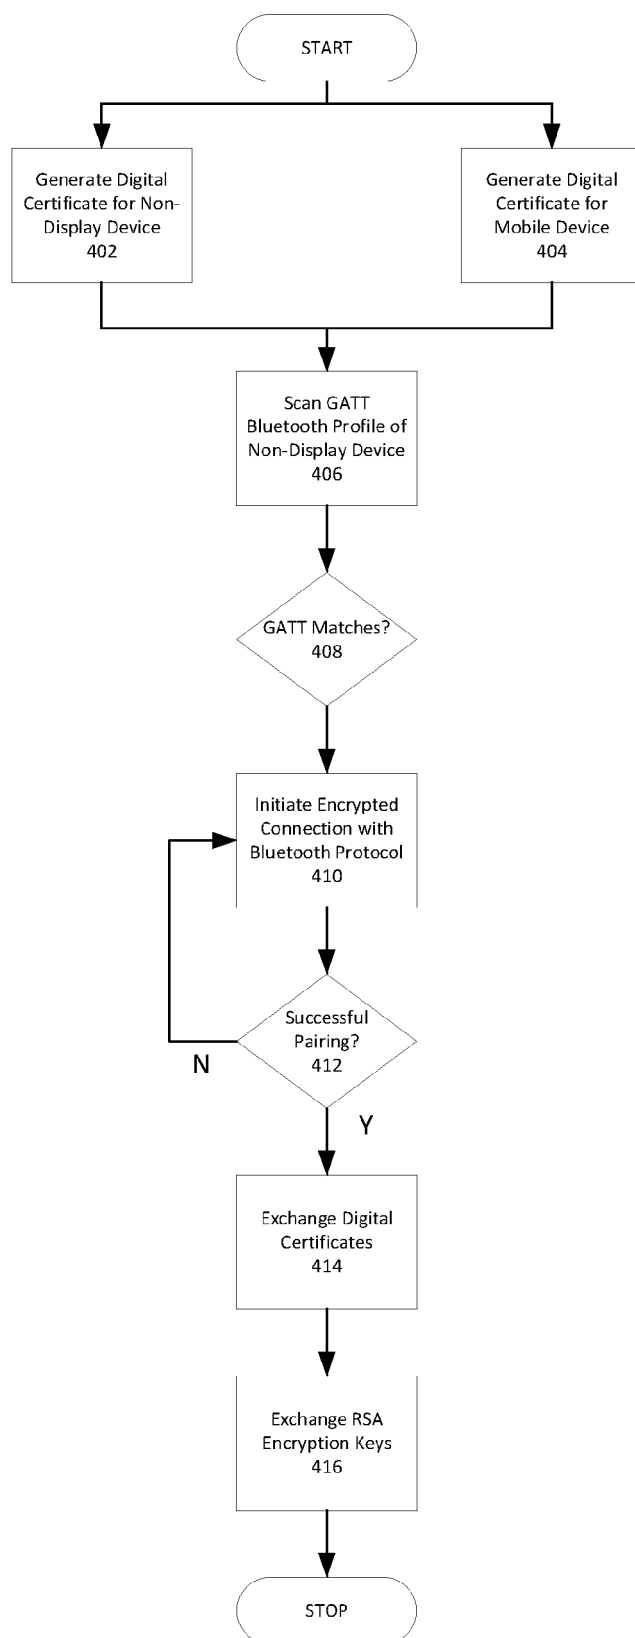 START
Generate Digital
Certificate for Non-
Display Device
402
Generate Digital
Certificate for
Mobile Device
404
Scan GATT
Bluetooth Profile of
Non-Display Device
406
GATT Matches?
408
Initiate Encrypted
Connection with
Bluetooth Protocol
410
Successful
Pairing?
412
N
Y
Exchange Digital
Certificates
414
Exchange RSA
Encryption Keys
416
STOP